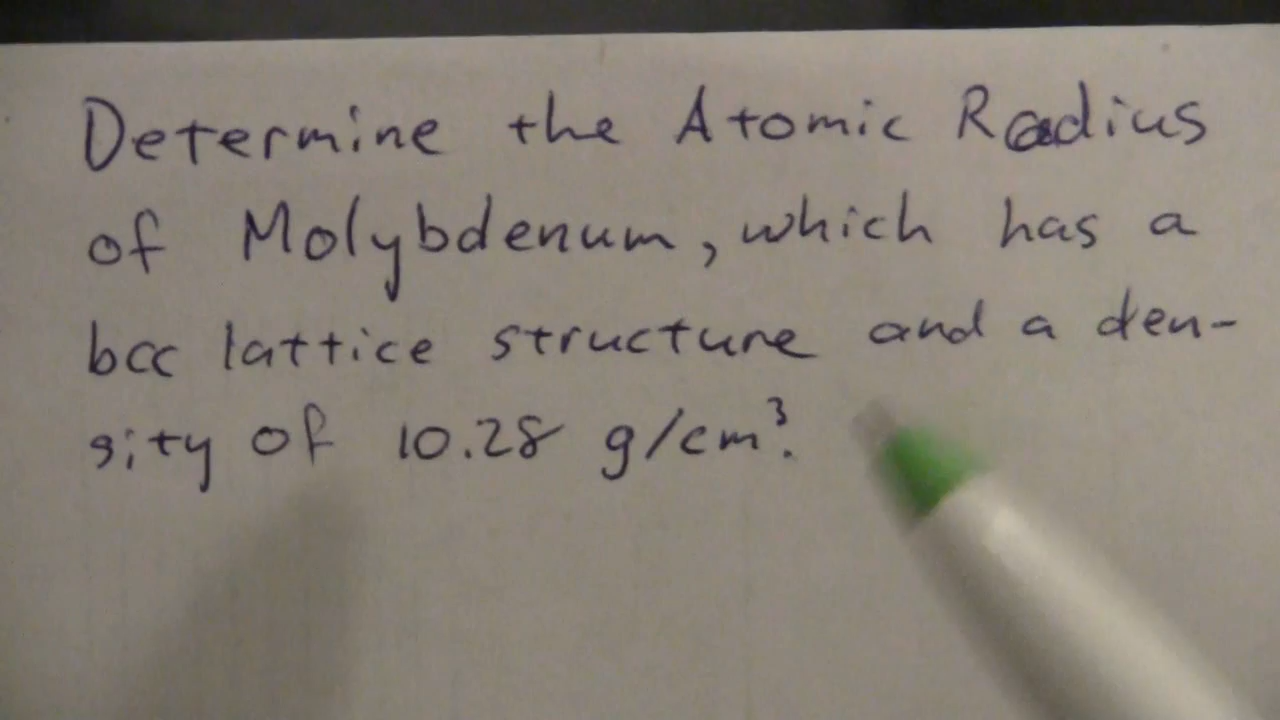 Determine the Atomic Radius
of Molybdenum, which has a
bcc lattice structure and a den-
sity of 10.28 g/cm³.